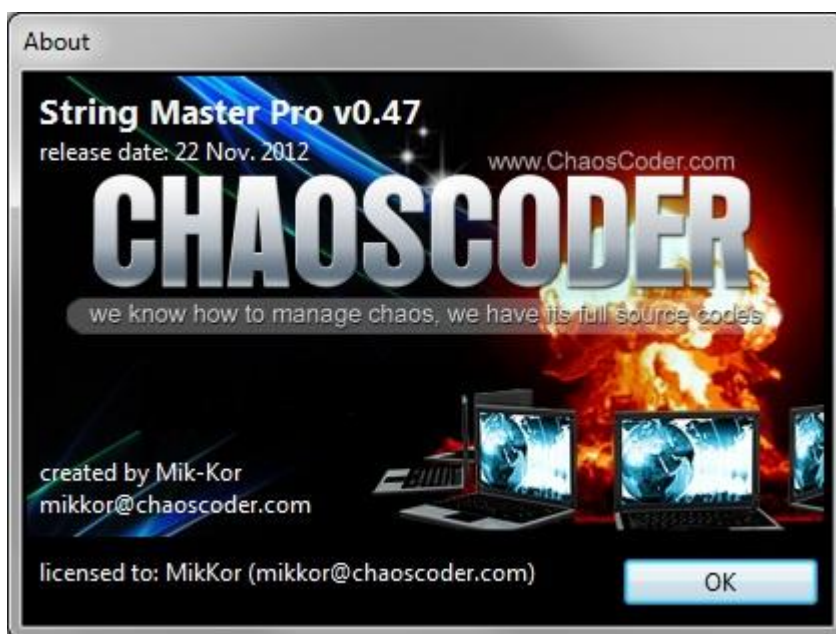 About
String Master Pro v0.47
release date: 22 Nov. 2012
www.ChaosCoder.com
CHAOSCODER
we know how to manage chaos, we have its full source codes
created by Mik-Kor
mikkor@chaoscoder.com
licensed to: MikKor (mikkor@chaoscoder.com)
OK